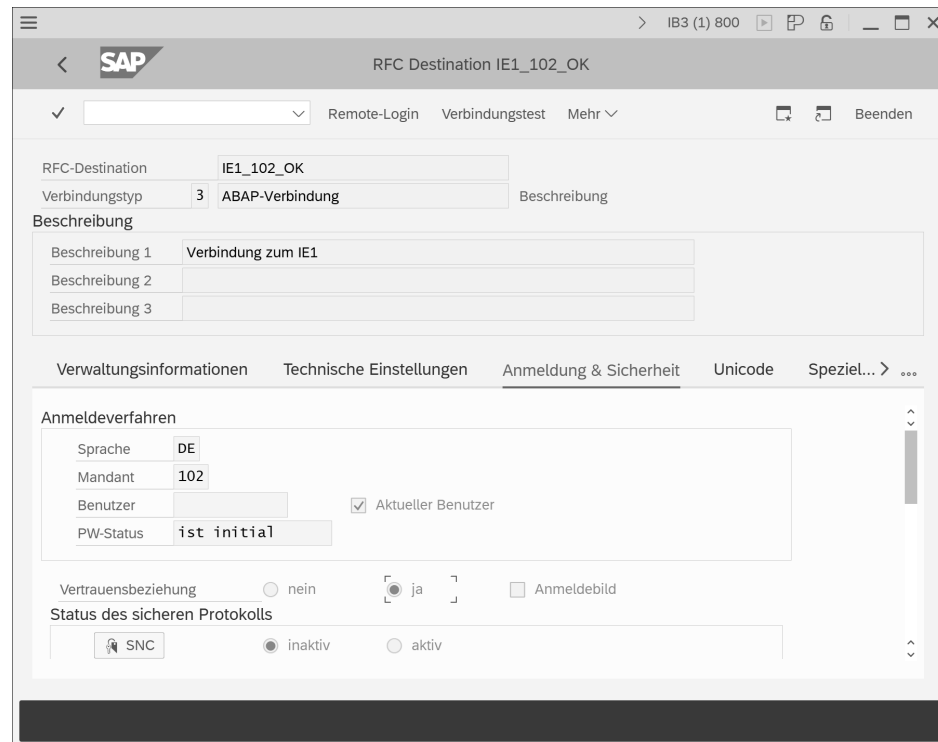 IB3 (1) 800
SAP RFC Destination IE1_102_OK
Remote-Login Verbindungstest Mehr Beenden
RFC-Destination IE1_102_OK
Verbindungstyp 3 ABAP-Verbindung Beschreibung
Beschreibung
Beschreibung 1 Verbindung zum IE1
Beschreibung 2
Beschreibung 3
Verwaltungsinformationen Technische Einstellungen Anmeldung & Sicherheit Unicode Speziel...
Anmeldeverfahren
Sprache DE
Mandant 102
Benutzer Aktueller Benutzer
PW-Status ist initial
Vertrauensbeziehung nein ja Anmeldebild
Status des sicheren Protokolls
SNC inaktiv aktiv